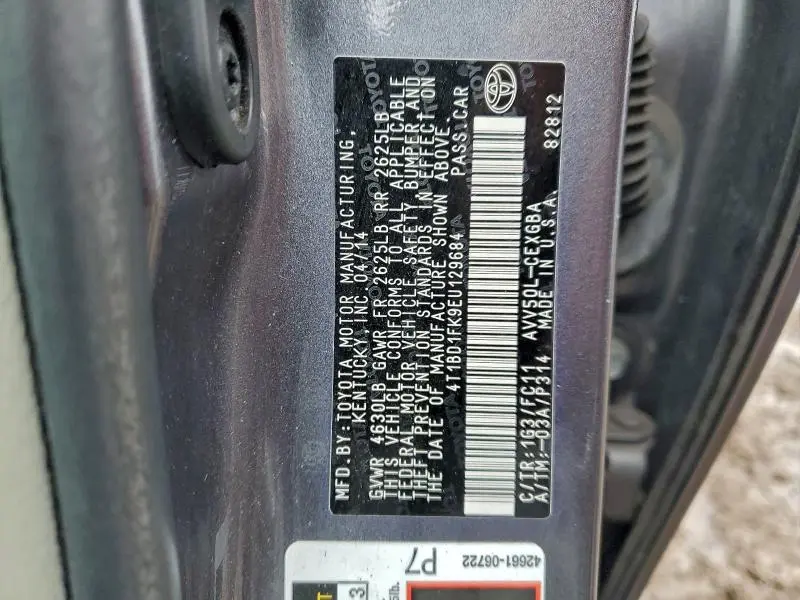 MFD.BY:TOYOTA MOTOR MANUFACTURING,
KENTUCKY, INC. 04/14
GVWR 4630LB GAWR FR 2625LB RR 2625LB
THIS VEHICLE CONFORMS TO ALL APPLICABLE
FEDERAL MOTOR VEHICLE SAFETY, BUMPER AND
THEFT PREVENTION STANDARDS IN EFFECTION
THE DATE OF MANUFACTURE SHOWN ABOVE.
4T1BD1FK9EU129684 PASS.CAR
C/TR:1G3/FC11 AVV50L-CEXGBA
A/TM:-03A/P314 MADE IN U.S.A. 82812
42661-06722
P7